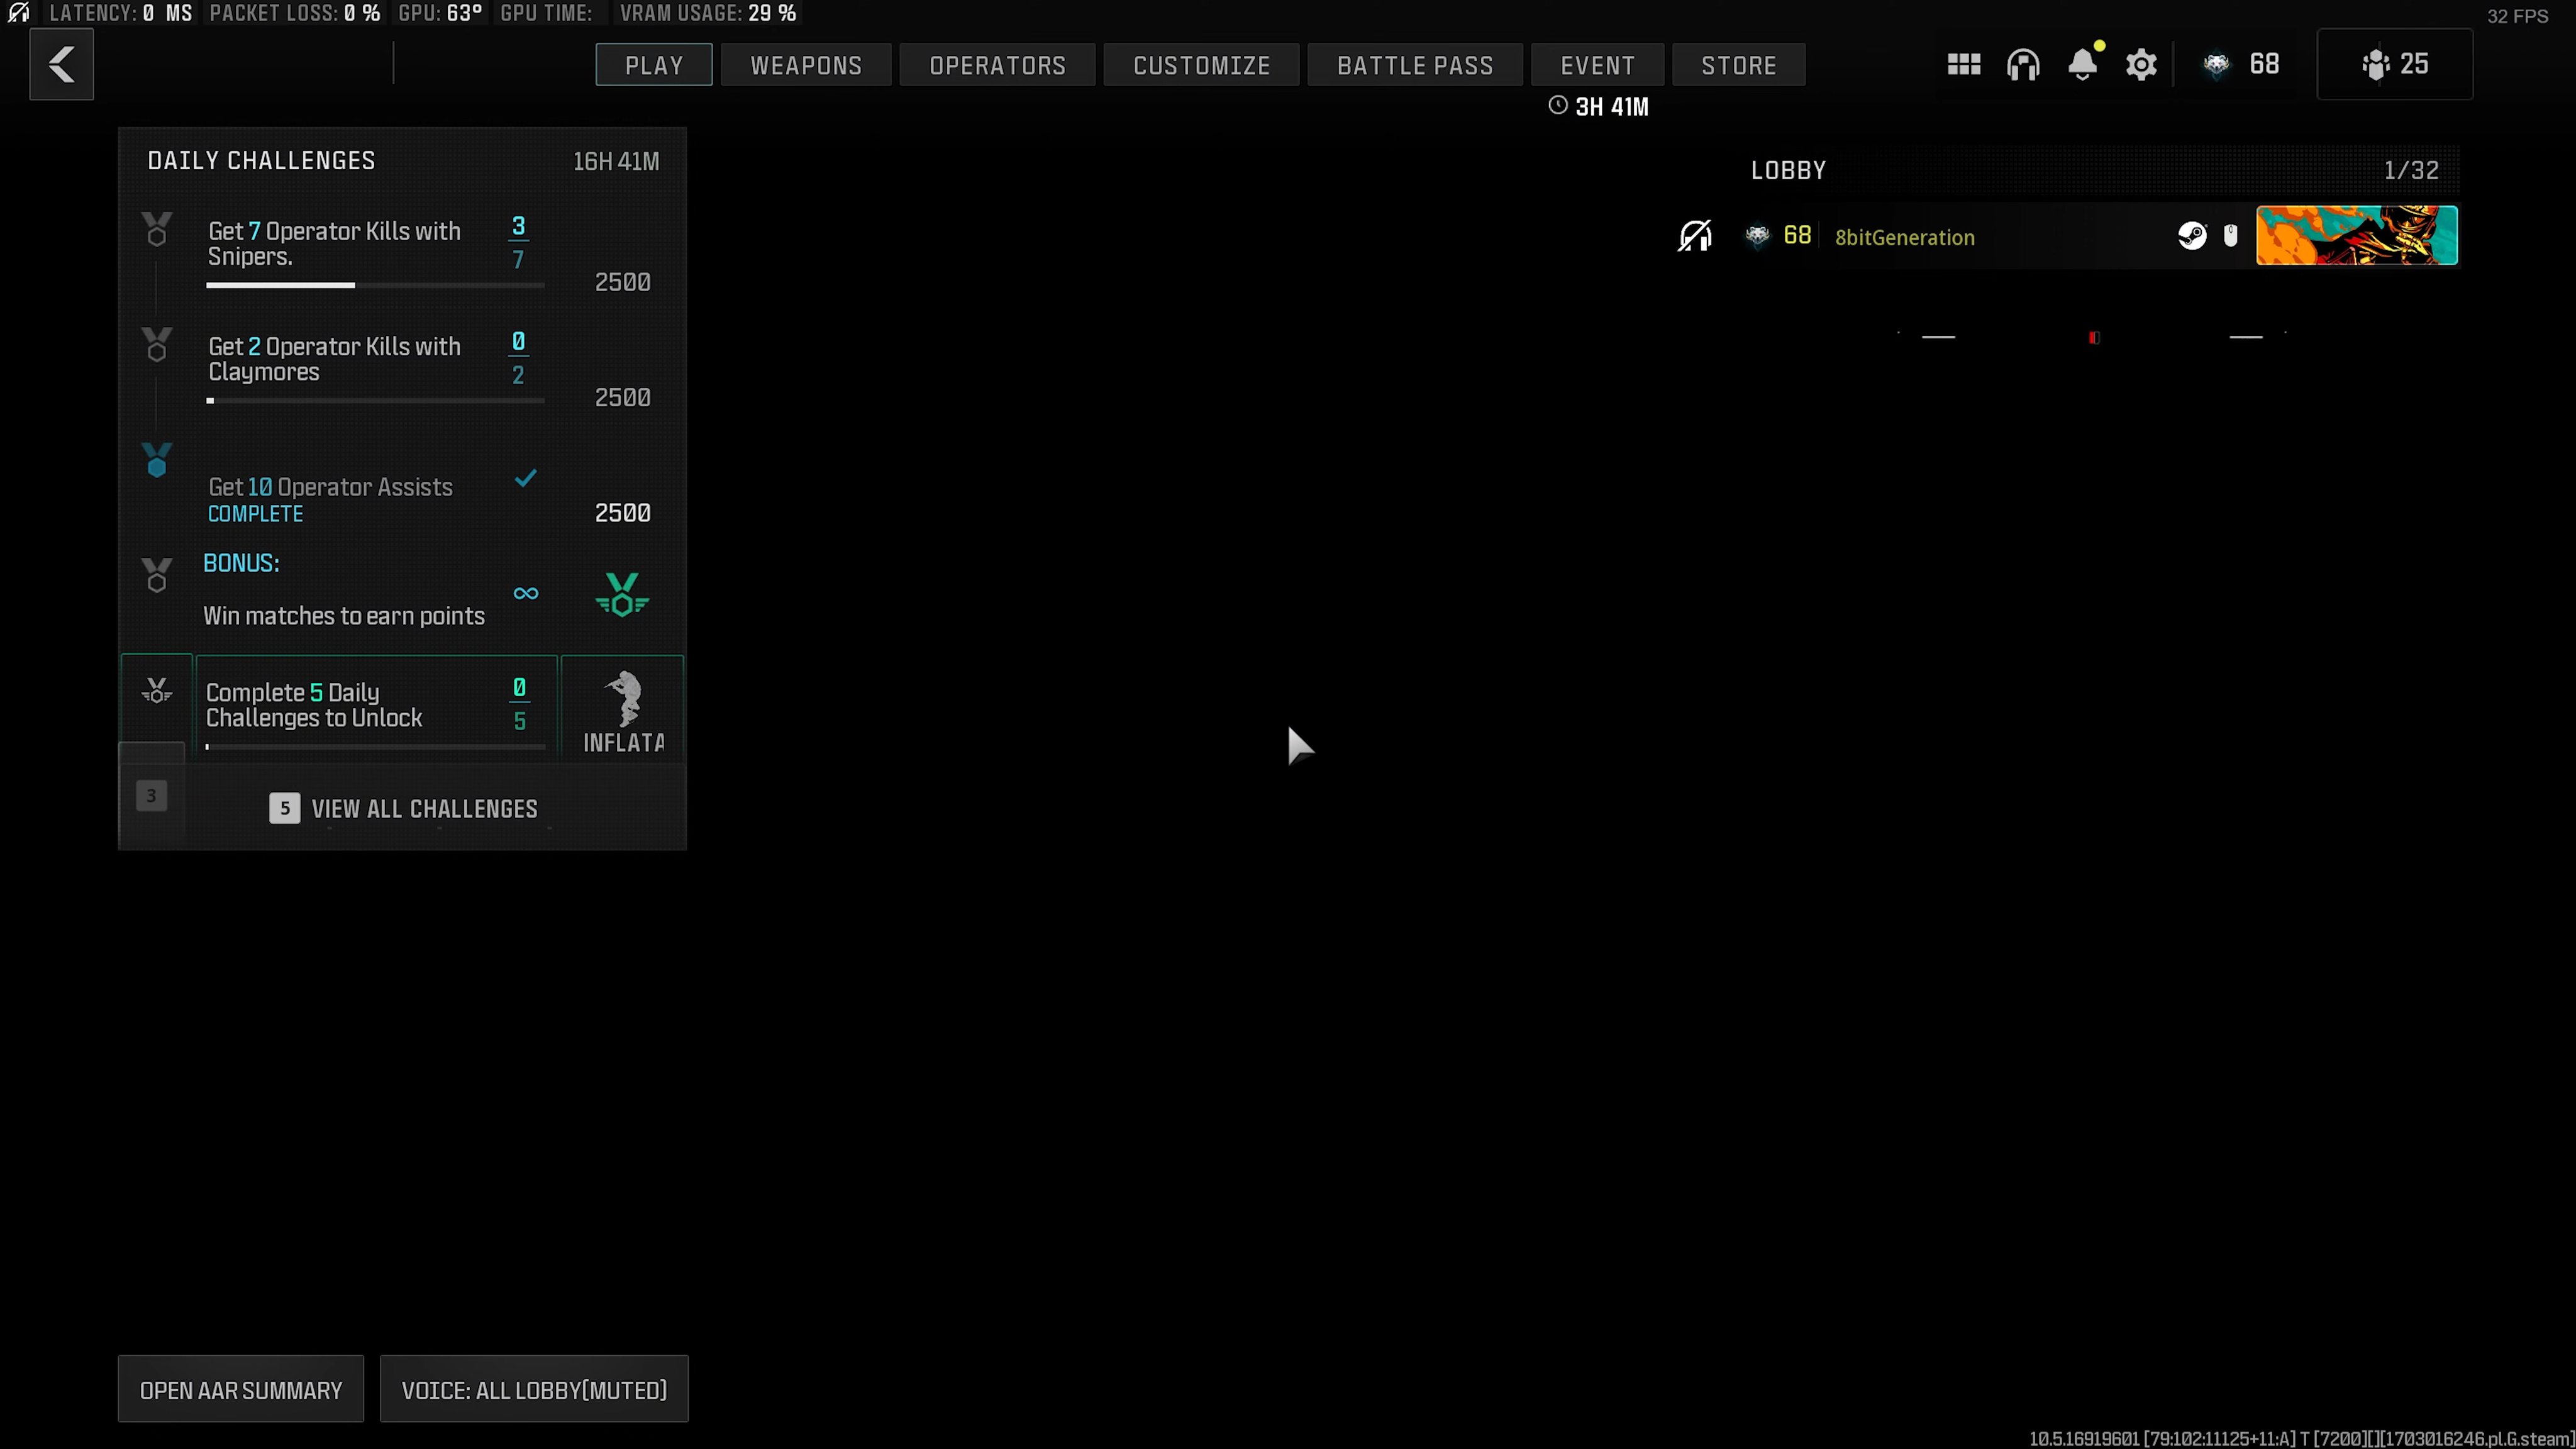 LATENCY: 0 MS PACKET LOSS: 0 % GPU: 63° GPU TIME: VRAM USAGE: 29 %
32 FPS
PLAY WEAPONS OPERATORS CUSTOMIZE BATTLE PASS EVENT STORE
68
25
3H 41M
DAILY CHALLENGES 16H 41M
Get 7 Operator Kills with
Snipers.
3
7
2500
Get 2 Operator Kills with
Claymores
0
2
2500
Get 10 Operator Assists
COMPLETE
2500
BONUS:
Win matches to earn points
Complete 5 Daily
Challenges to Unlock
0
5
INFLATA
3
5 VIEW ALL CHALLENGES
LOBBY 1/32
68 8bitGeneration
OPEN AAR SUMMARY VOICE: ALL LOBBY[MUTED]
10.5.16919601 [79:102:11125+11:A] T [7200][][1703016246.pl.G.steam]